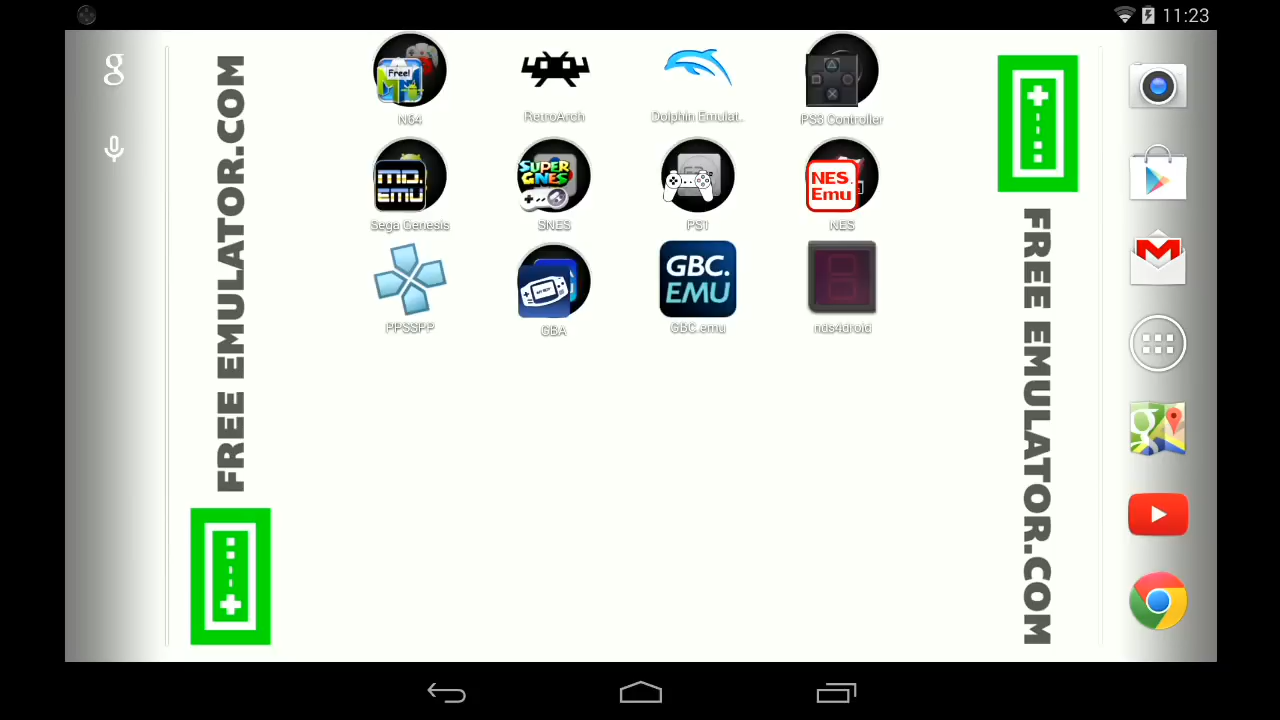 11:23
g
FREE EMULATOR.COM
Free!
N64
RetroArch
Dolphin Emulat..
PS3 Controller
MD.
EMU
Sega Genesis
SUPER
GNES
SNES
PS1
NES.
Emu
NES
PPSSPP
GBA
GBC.
EMU
GBC.emu
nds4droid
FREE EMULATOR.COM